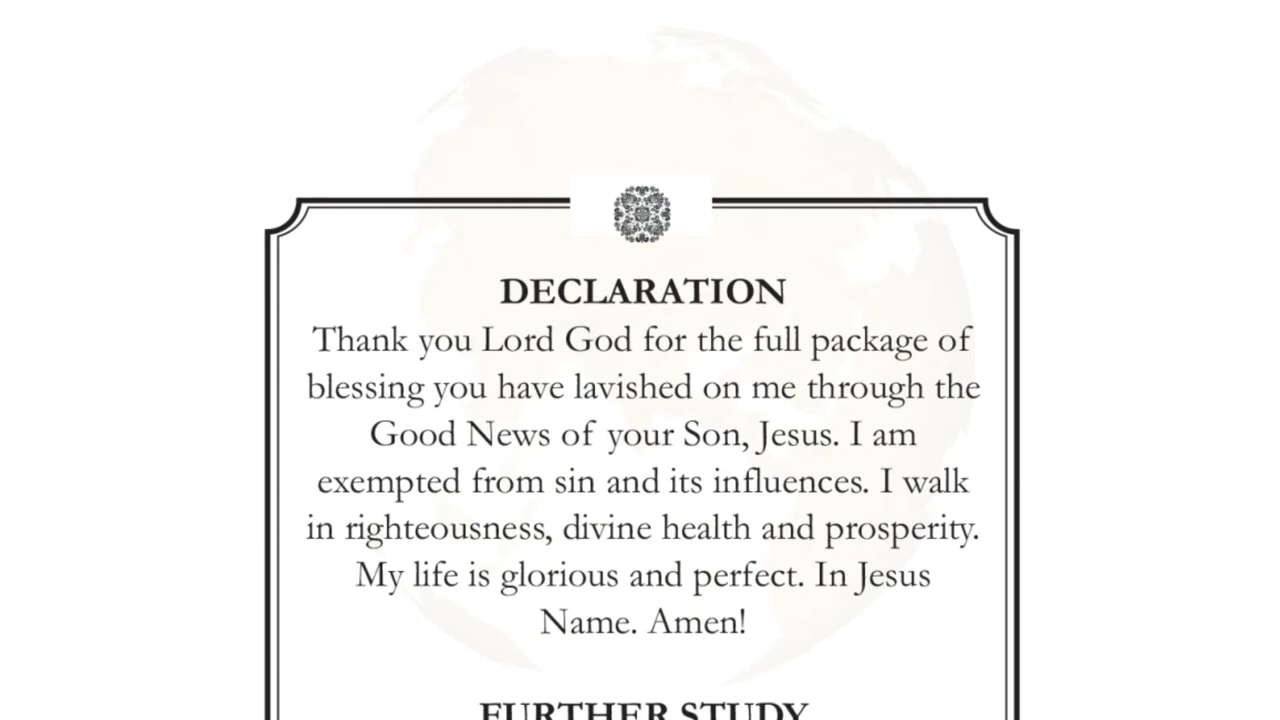 DECLARATION
Thank you Lord God for the full package of
blessing you have lavished on me through the
Good News of your Son, Jesus. I am
exempted from sin and its influences. I walk
in righteousness, divine health and prosperity.
My life is glorious and perfect. In Jesus
Name. Amen!
FURTHER STUDY